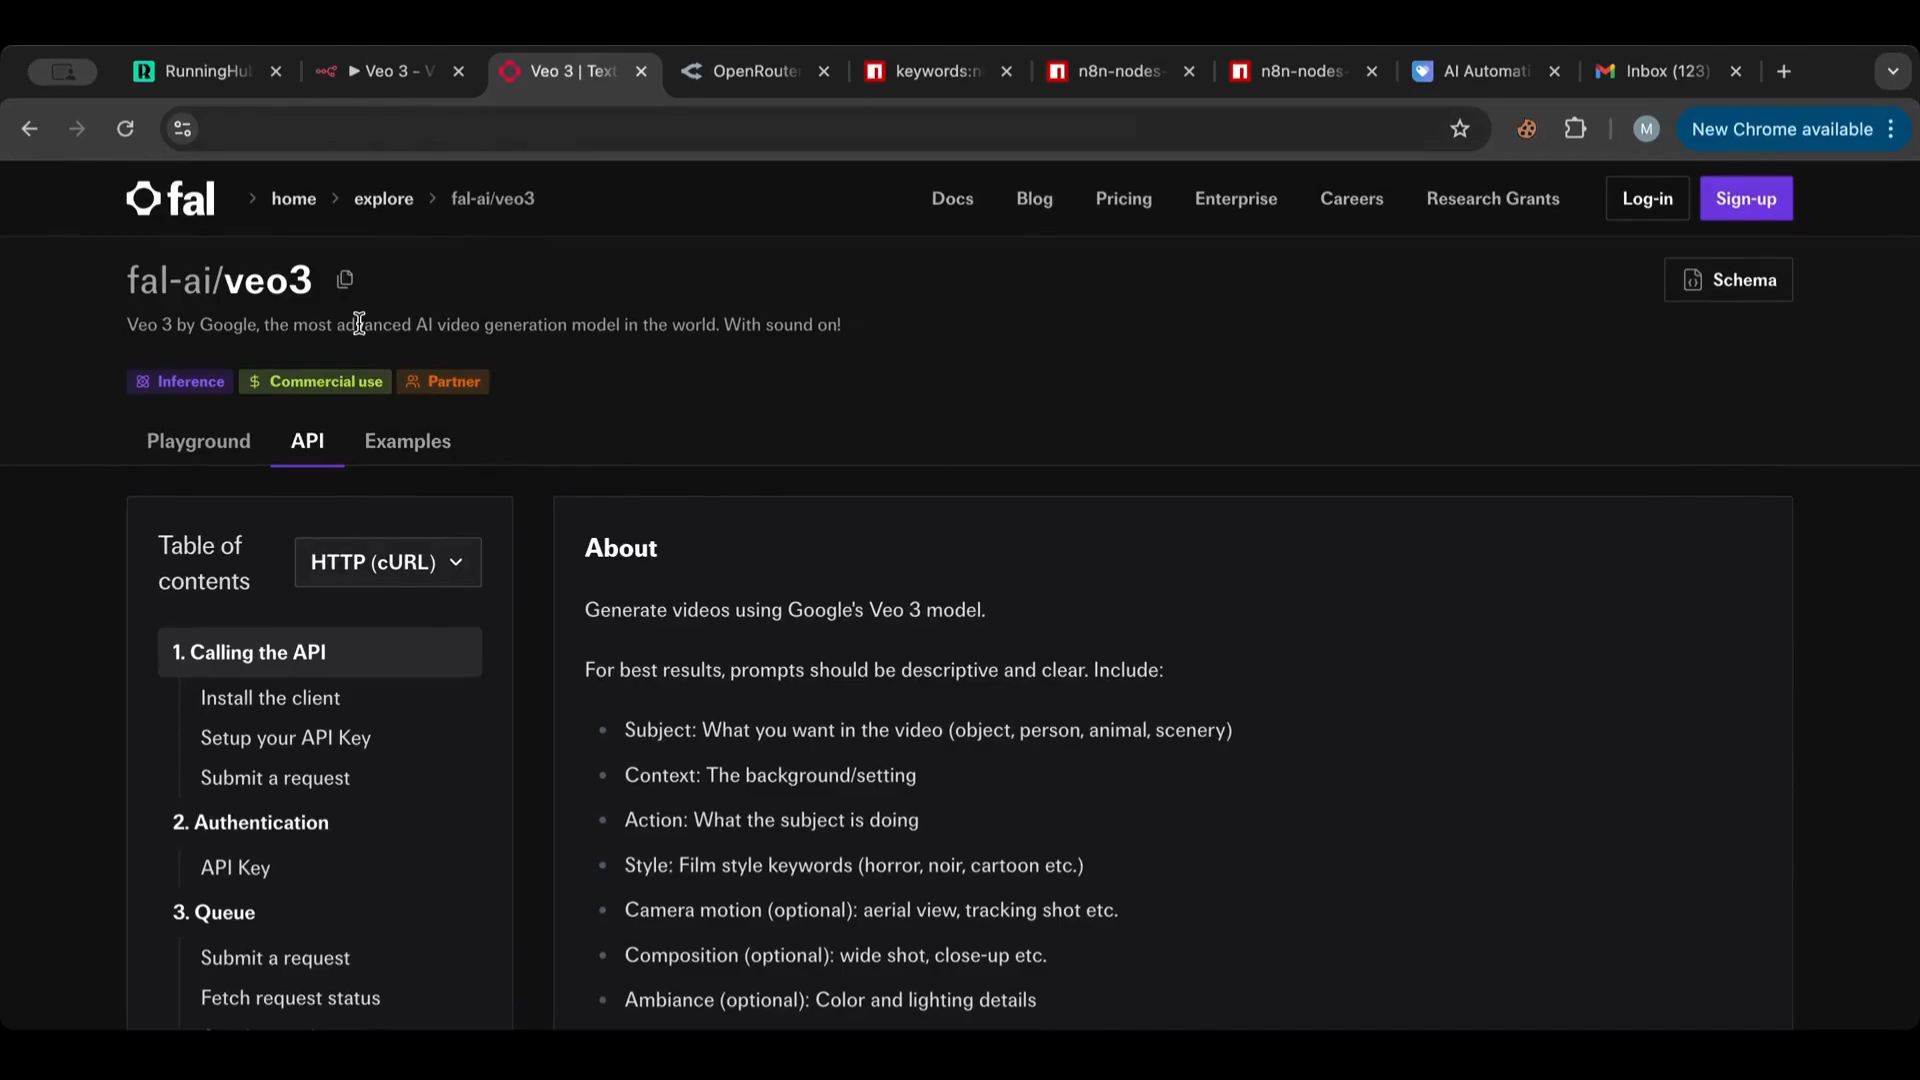 RunningHu
▶ Veo 3 - V
Veo 3 | Text
OpenRoute
keywords:n
n8n-nodes-
n8n-nodes-
AI Automati
Inbox (123)
M
New Chrome available
fal
home
explore
fal-ai/veo3
Docs
Blog
Pricing
Enterprise
Careers
Research Grants
Log-in
Sign-up
fal-ai/veo3
Schema
Veo 3 by Google, the most advanced AI video generation model in the world. With sound on!
Inference
Commercial use
Partner
Playground
API
Examples
Table of
contents
HTTP (cURL)
1. Calling the API
Install the client
Setup your API Key
Submit a request
2. Authentication
API Key
3. Queue
Submit a request
Fetch request status
About
Generate videos using Google's Veo 3 model.
For best results, prompts should be descriptive and clear. Include:
Subject: What you want in the video (object, person, animal, scenery)
Context: The background/setting
Action: What the subject is doing
Style: Film style keywords (horror, noir, cartoon etc.)
Camera motion (optional): aerial view, tracking shot etc.
Composition (optional): wide shot, close-up etc.
Ambiance (optional): Color and lighting details